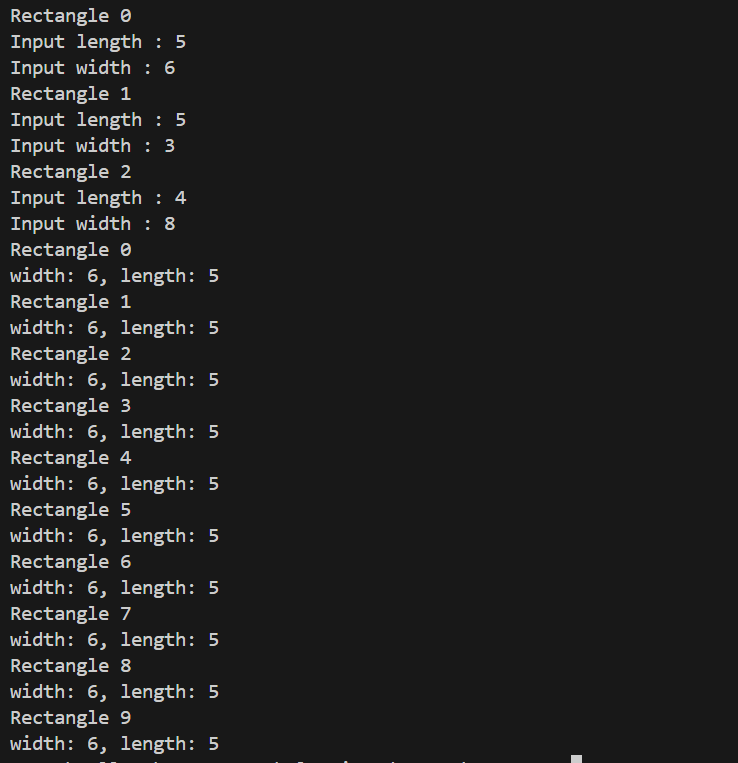 Rectangle 0
Input length : 5
Input width : 6
Rectangle 1
Input length : 5
Input width : 3
Rectangle 2
Input length : 4
Input width : 8
Rectangle 0
width: 6, length: 5
Rectangle 1
width: 6, length: 5
Rectangle 2
width: 6, length: 5
Rectangle 3
width: 6, length: 5
Rectangle 4
width: 6, length: 5
Rectangle 5
width: 6, length: 5
Rectangle 6
width: 6, length: 5
Rectangle 7
width: 6, length: 5
Rectangle 8
width: 6, length: 5
Rectangle 9
width: 6, length: 5